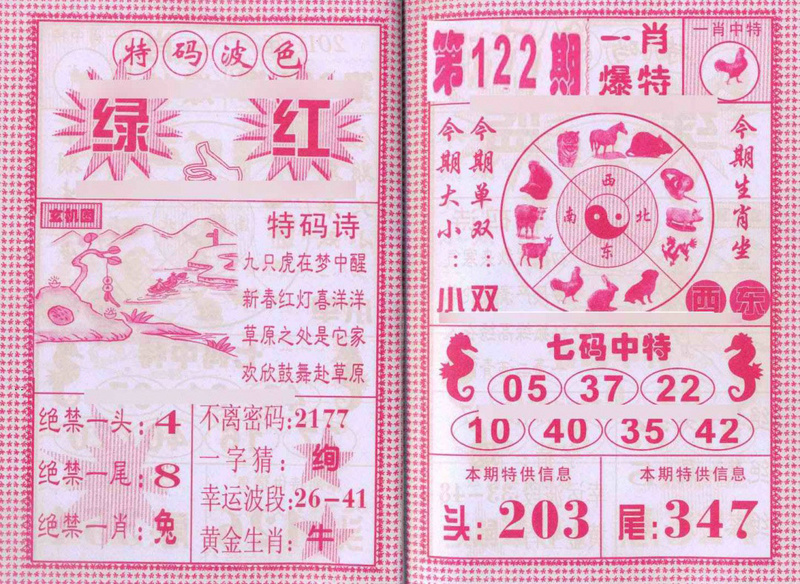 特码波色
绿 红
玄机图
特码诗
九只虎在梦中醒
新春红灯喜洋洋
草原之处是它家
欢欣鼓舞赴草原
绝禁一头:4
绝禁一尾:8
绝禁一肖:兔
不离密码:2177
一字猜:绚
幸运波段:26-41
黄金生肖:牛
第122期
一肖
爆特
一肖中特
今期大小:小
今期单双:双
西
南 北
东
今期生肖坐
西东
七码中特
05 37 22
10 40 35 42
本期特供信息
头:203
本期特供信息
尾:347